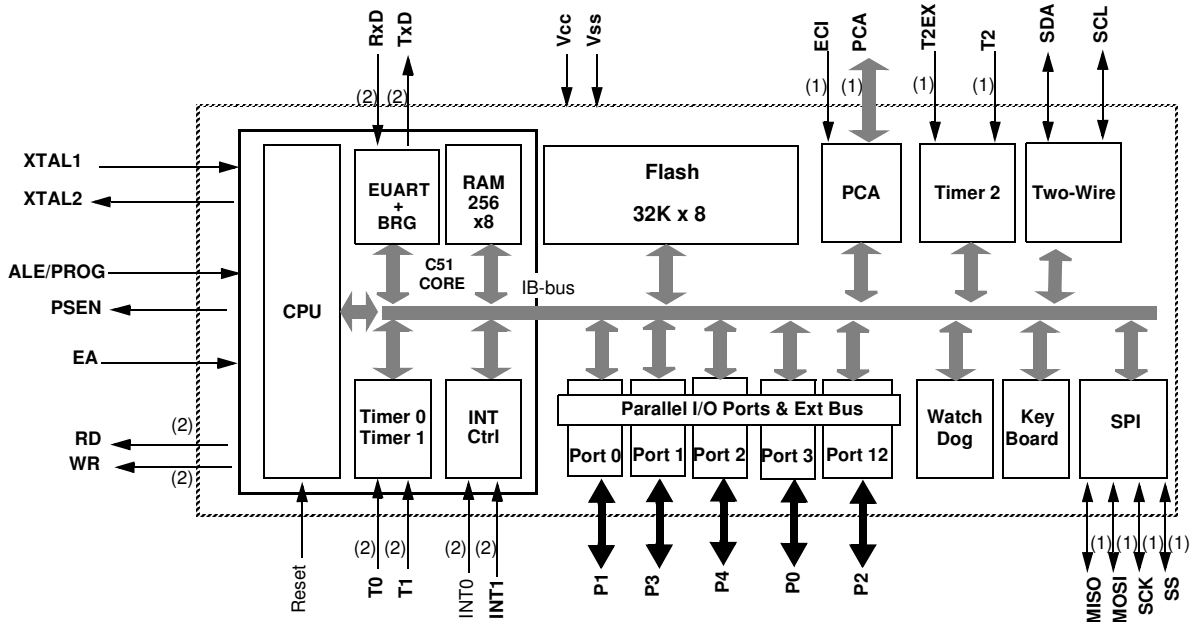 RxD
TxD
Vcc
Vss
ECI
PCA
T2EX
T2
SDA
SCL
(2)
(2)
(1)
(1)
(1)
(1)
XTAL1
XTAL2
ALE/PROG
PSEN
EA
RD
(2)
WR
(2)
CPU
EUART
+
BRG
RAM
256
x8
C51
CORE
IB-bus
Flash
32K x 8
PCA
Timer 2
Two-Wire
Timer 0
Timer 1
INT
Ctrl
Parallel I/O Ports & Ext Bus
Port 0
Port 1
Port 2
Port 3
Port 12
Watch
Dog
Key
Board
SPI
Reset
(2)
(2)
T0
T1
(2)
(2)
INT0
INT1
P1
P3
P4
P0
P2
(1)
(1)
(1)
(1)
MISO
MOSI
SCK
SS